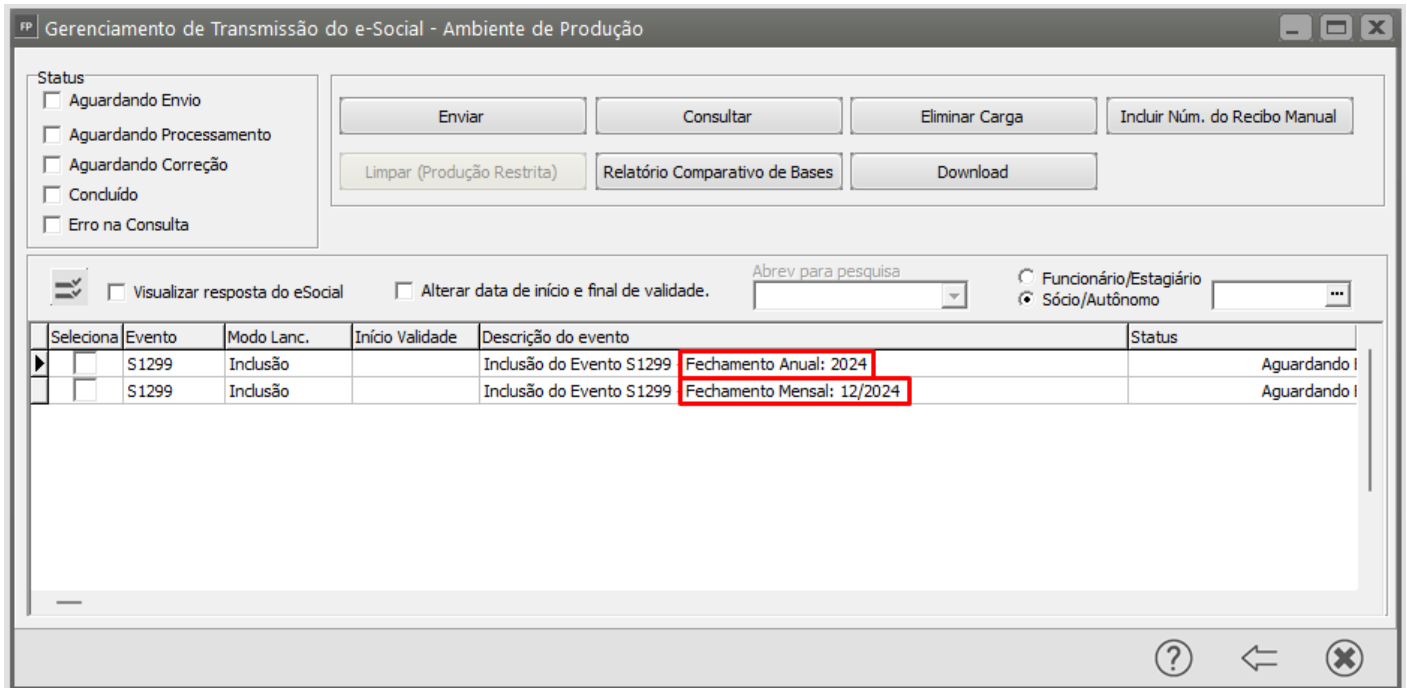 FP Gerenciamento de Transmissão do e-Social - Ambiente de Produção
Status
Aguardando Envio
Aguardando Processamento
Aguardando Correção
Concluído
Erro na Consulta
Enviar Consultar Eliminar Carga Incluir Núm. do Recibo Manual
Limpar (Produção Restrita) Relatório Comparativo de Bases Download
Visualizar resposta do eSocial
Alterar data de início e final de validade.
Abrev para pesquisa
Funcionário/Estagiário
Sócio/Autônomo
...
Seleciona Evento Modo Lanc. Início Validade Descrição do evento Status
S1299 Inclusão Inclusão do Evento S1299 - Fechamento Anual: 2024 Aguardando
S1299 Inclusão Inclusão do Evento S1299 - Fechamento Mensal: 12/2024 Aguardando
?